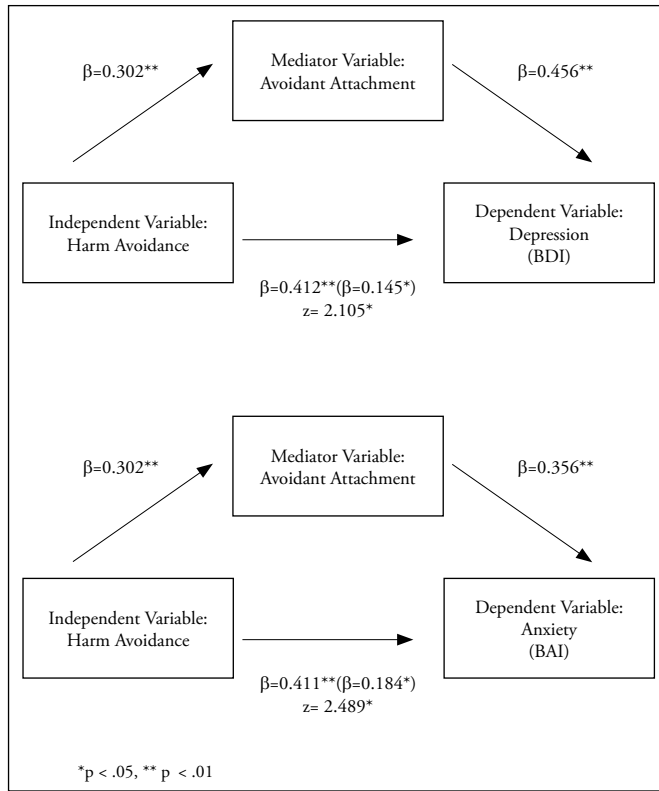 β=0.302**
Mediator Variable:
Avoidant Attachment
β=0.456**
Independent Variable:
Harm Avoidance
Dependent Variable:
Depression
(BDI)
β=0.412**(β=0.145*)
z= 2.105*
β=0.302**
Mediator Variable:
Avoidant Attachment
β=0.356**
Independent Variable:
Harm Avoidance
Dependent Variable:
Anxiety
(BAI)
β=0.411**(β=0.184*)
z= 2.489*
*p < .05, ** p < .01